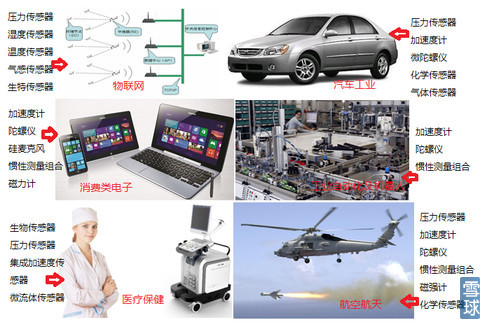 压力传感器
湿度传感器
温度传感器
气感传感器
生特传感器
物联网
压力传感器
加速度计
微陀螺仪
化学传感器
气体传感器
汽车工业
加速度计
陀螺仪
硅麦克风
惯性测量组合
磁力计
消费类电子
加速度计
陀螺仪
惯性测量组合
生物传感器
压力传感器
集成加速度传
感器
微流体传感器
医疗保健
压力传感器
加速度计
陀螺仪
惯性测量组合
磁强计
化学传感器
航空航天
雪球